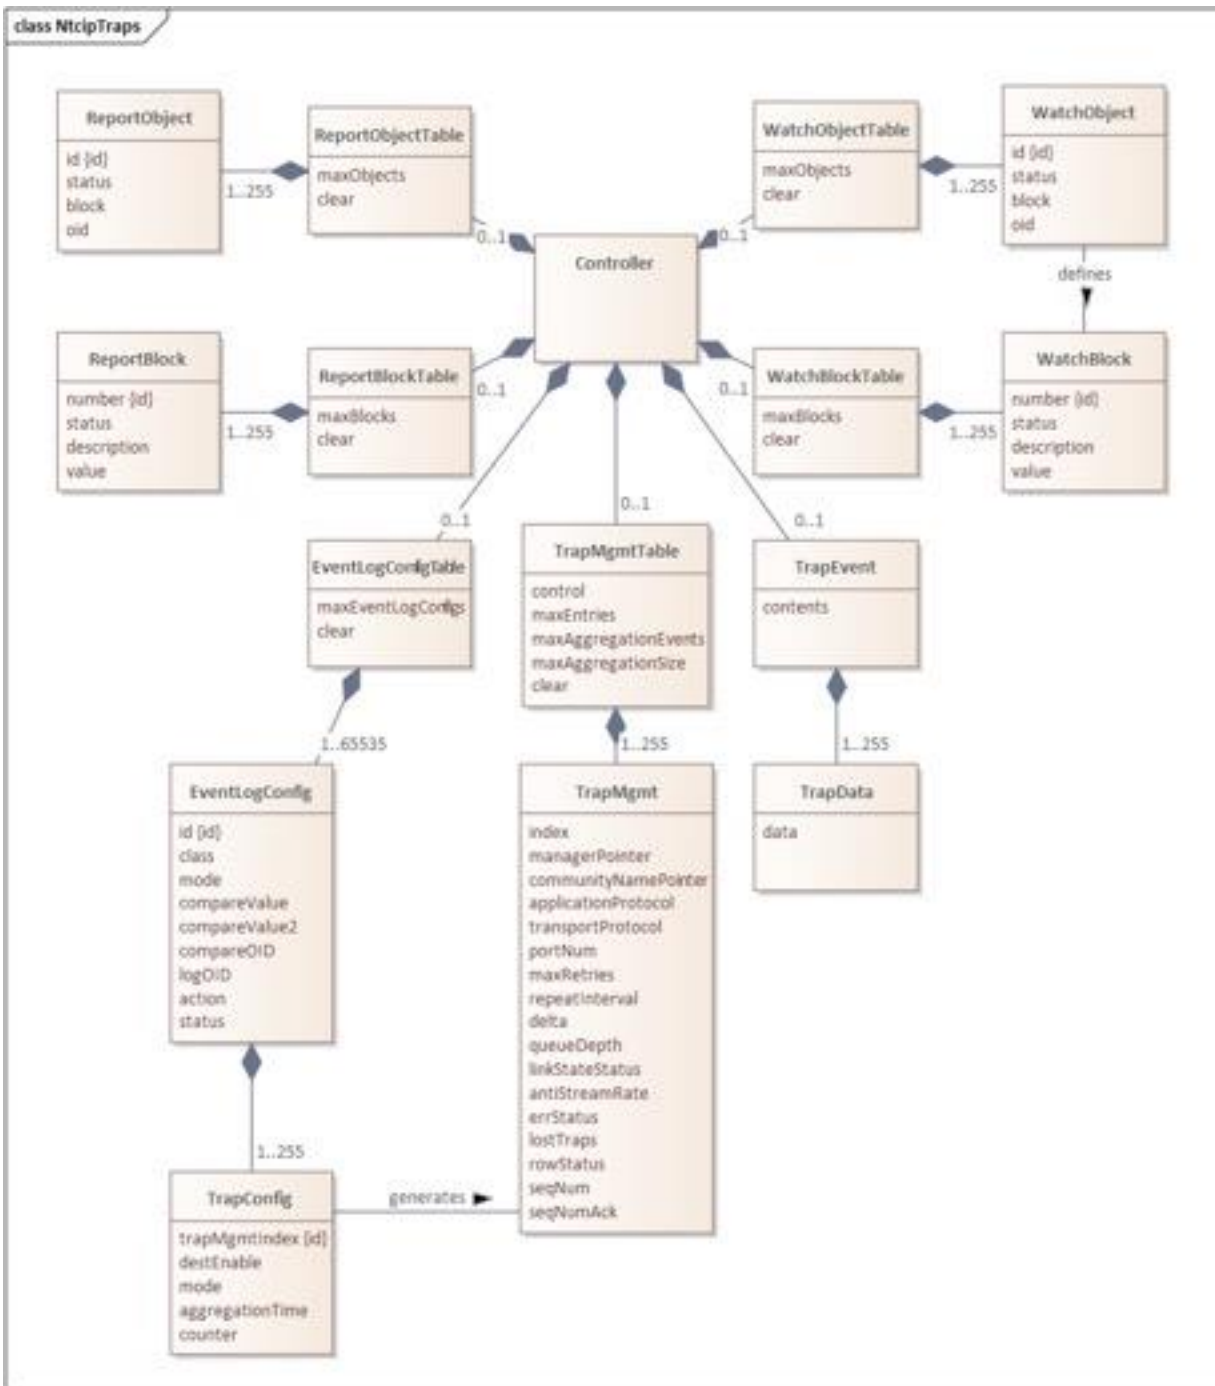 class NtcipTraps
ReportObject
id {id}
status
block
oid
1..255
ReportObjectTable
maxObjects
clear
0..1
WatchObjectTable
maxObjects
clear
0..1
WatchObject
id {id}
status
block
oid
1..255
Controller
defines
ReportBlock
number {id}
status
description
value
1..255
ReportBlockTable
maxBlocks
clear
0..1
WatchBlockTable
maxBlocks
clear
0..1
WatchBlock
number {id}
status
description
value
1..255
0..1
EventLogConfigTable
maxEventLogConfigs
clear
0..1
TrapMgmtTable
control
maxEntries
maxAggregationEvents
maxAggregationSize
clear
0..1
TrapEvent
contents
1..65535
EventLogConfig
id {id}
class
mode
compareValue
compareValue2
compareOID
logOID
action
status
1..255
TrapMgmt
index
managerPointer
communityNamePointer
applicationProtocol
transportProtocol
portNum
maxRetries
repeatInterval
delta
queueDepth
linkStateStatus
antiStreamRate
errStatus
lostTraps
rowStatus
seqNum
seqNumAck
1..255
TrapData
data
1..255
TrapConfig
trapMgmtIndex {id}
destEnable
mode
aggregationTime
counter
generates